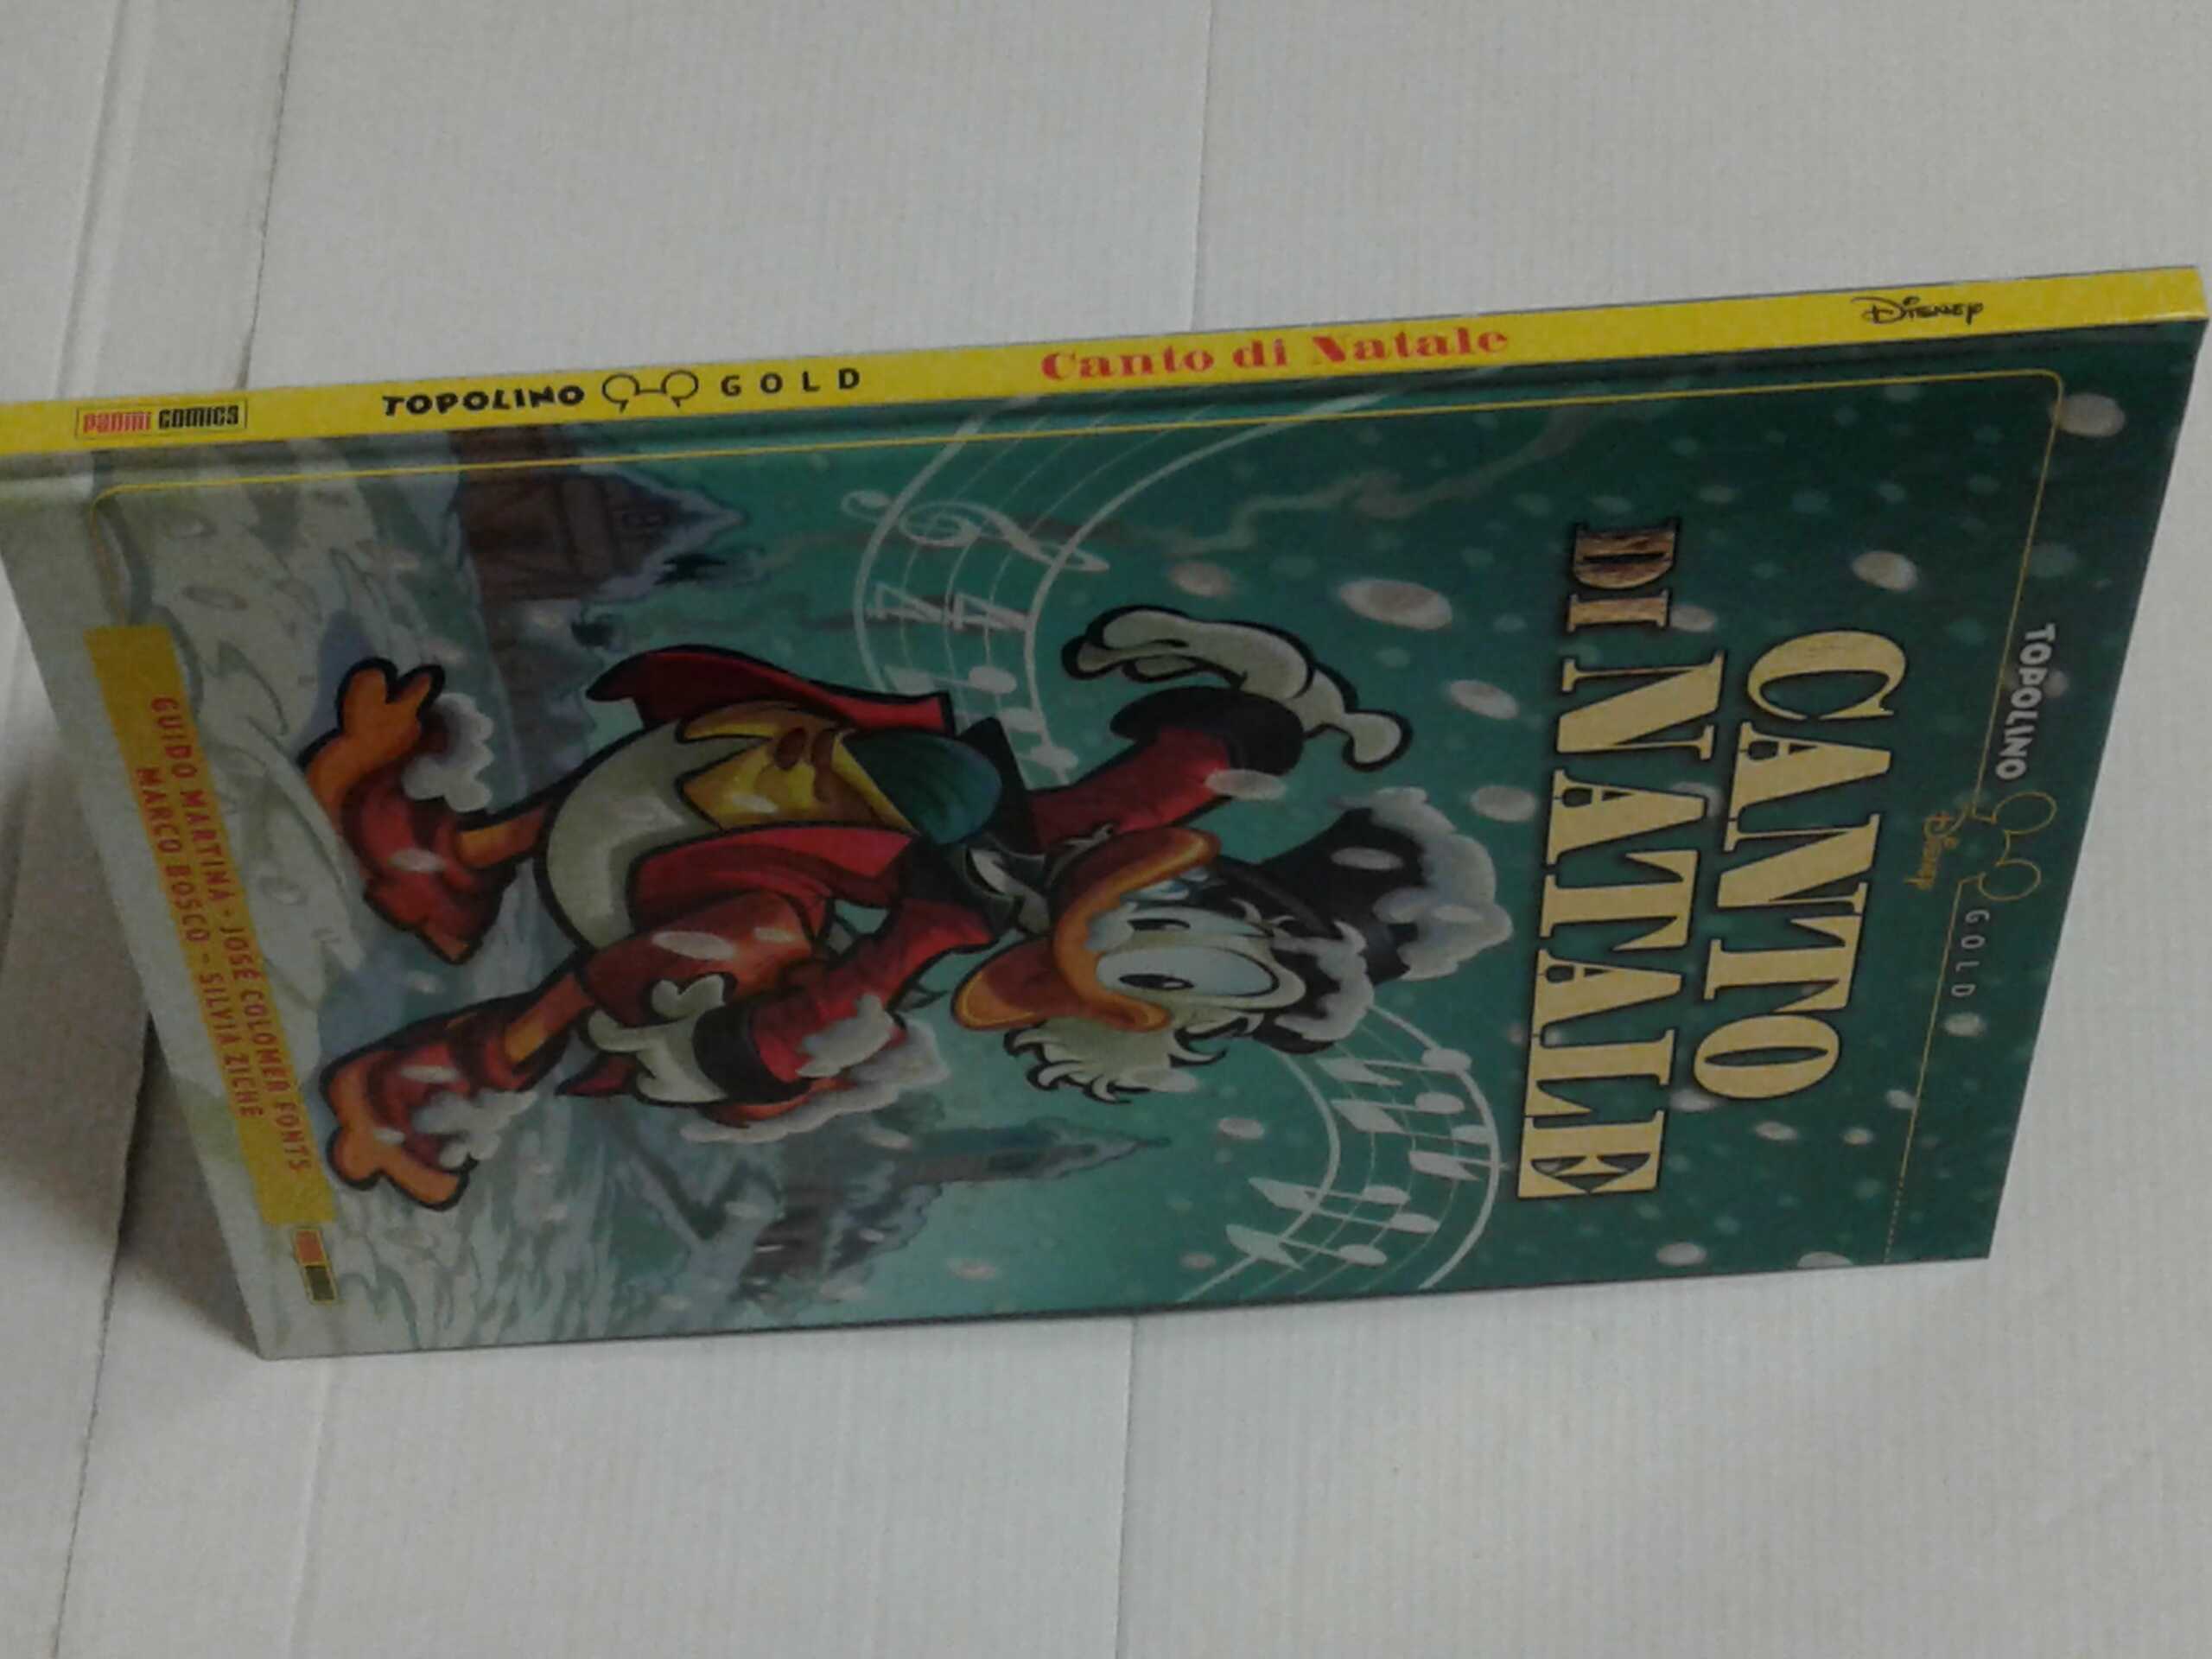 PANINI COMICS
TOPOLINO GOLD
Canto di Natale
Disney
TOPOLINO GOLD
Disney
CANTO
DI NATALE
GUIDO MARTINA - JOSÉ COLOMER FONTS
MARCO BOSCO - SILVIA ZICHE